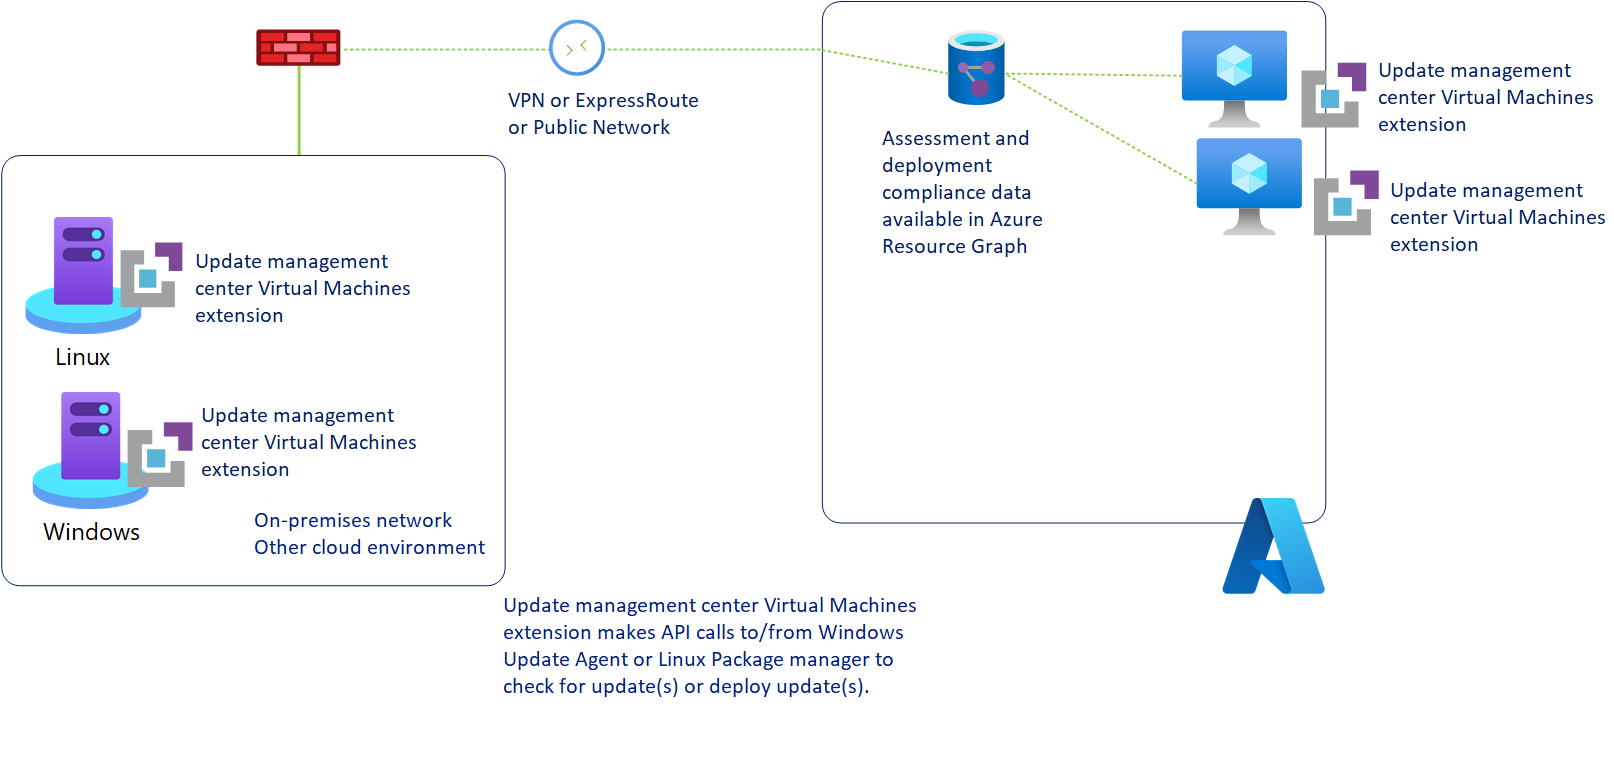 VPN or ExpressRoute
or Public Network
Assessment and
deployment
compliance data
available in Azure
Resource Graph
Update management
center Virtual Machines
extension
Update management
center Virtual Machines
extension
Update management
center Virtual Machines
extension
Linux
Update management
center Virtual Machines
extension
Windows
On-premises network
Other cloud environment
Update management center Virtual Machines
extension makes API calls to/from Windows
Update Agent or Linux Package manager to
check for update(s) or deploy update(s).